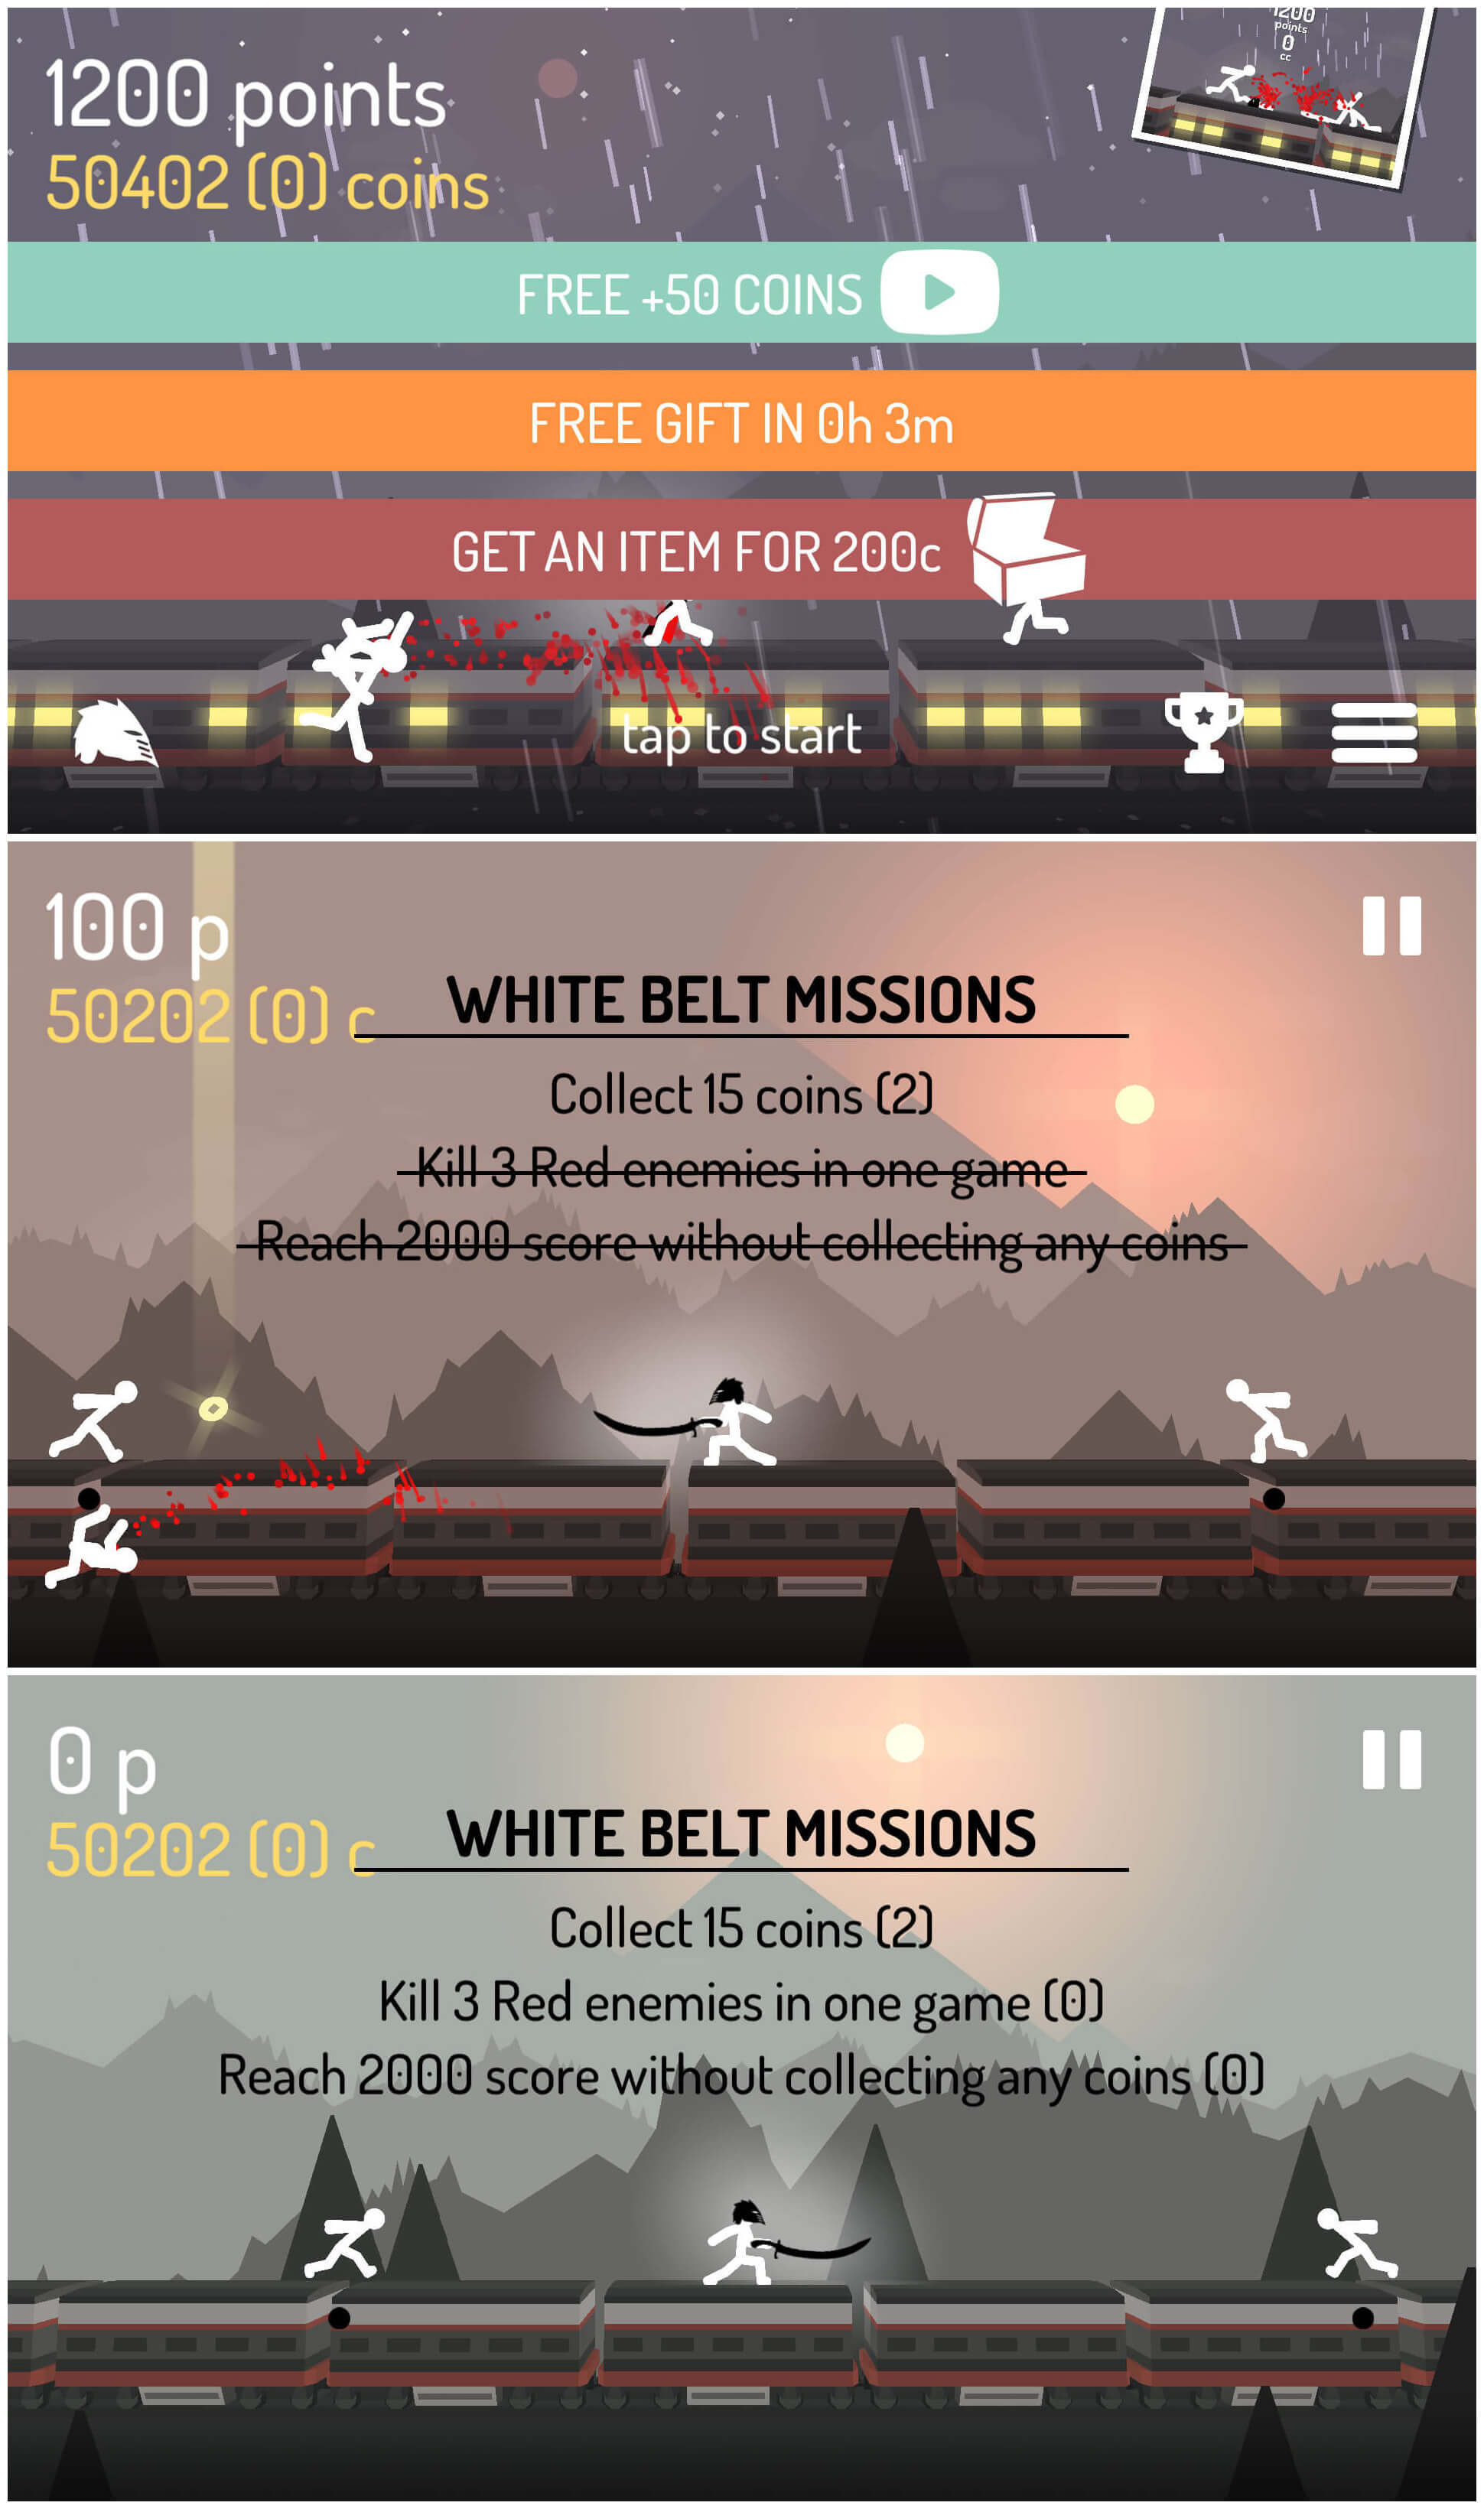 1200 points
50402 (0) coins
1200
points
0
cc
FREE +50 COINS
FREE GIFT IN 0h 3m
GET AN ITEM FOR 200c
tap to start
100 p
50202 (0) c
WHITE BELT MISSIONS
Collect 15 coins (2)
Kill 3 Red enemies in one game
Reach 2000 score without collecting any coins
0 p
50202 (0) c
WHITE BELT MISSIONS
Collect 15 coins (2)
Kill 3 Red enemies in one game (0)
Reach 2000 score without collecting any coins (0)